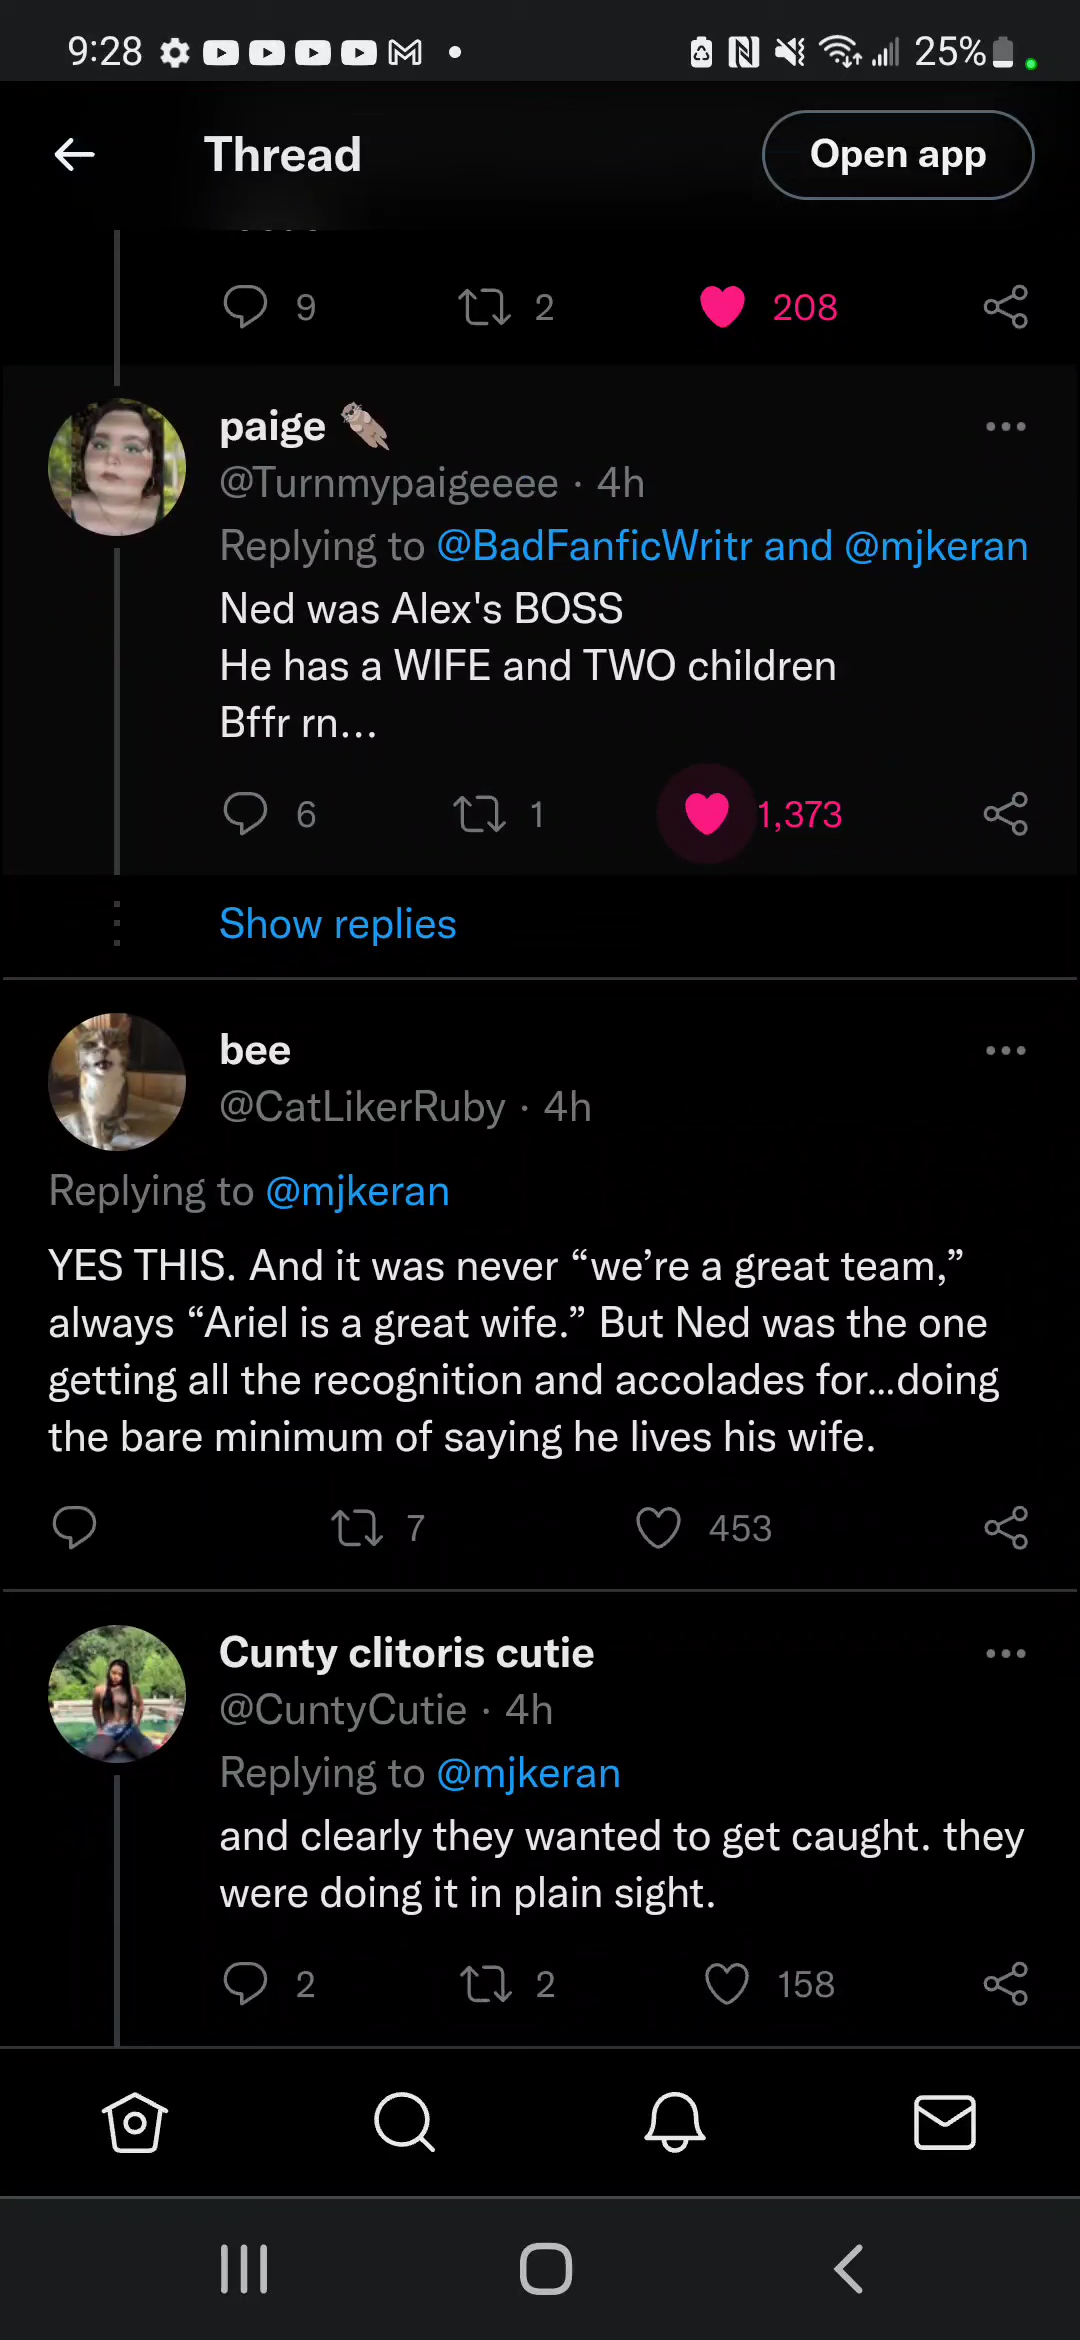 9:28
25%
Thread
Open app
9
2
208
paige
@Turnmypaigeeee · 4h
Replying to @BadFanficWritr and @mjkeran
Ned was Alex's BOSS
He has a WIFE and TWO children
Bffr rn...
6
1
1,373
Show replies
bee
@CatLikerRuby · 4h
Replying to @mjkeran
YES THIS. And it was never “we’re a great team,”
always “Ariel is a great wife.” But Ned was the one
getting all the recognition and accolades for...doing
the bare minimum of saying he lives his wife.
7
453
Cunty clitoris cutie
@CuntyCutie · 4h
Replying to @mjkeran
and clearly they wanted to get caught. they
were doing it in plain sight.
2
2
158